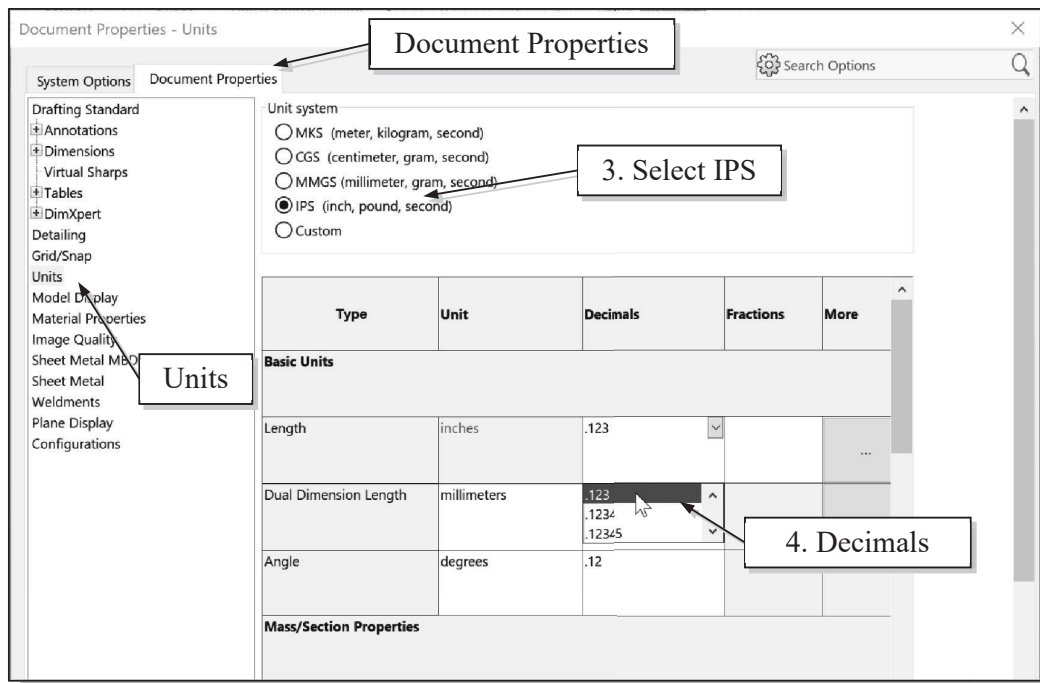 Document Properties - Units
Document Properties
System Options
Document Properties
Search Options
Drafting Standard
Annotations
Dimensions
Virtual Sharps
Tables
DimXpert
Detailing
Grid/Snap
Units
Model Display
Material Properties
Image Quality
Sheet Metal MBD
Sheet Metal
Weldments
Plane Display
Configurations
Units
Unit system
MKS (meter, kilogram, second)
CGS (centimeter, gram, second)
MMGS (millimeter, gram, second)
IPS (inch, pound, second)
Custom
3. Select IPS
Type Unit Decimals Fractions More
Basic Units
Length inches .123
...
Dual Dimension Length millimeters .123
.1234
.12345
4. Decimals
Angle degrees .12
Mass/Section Properties